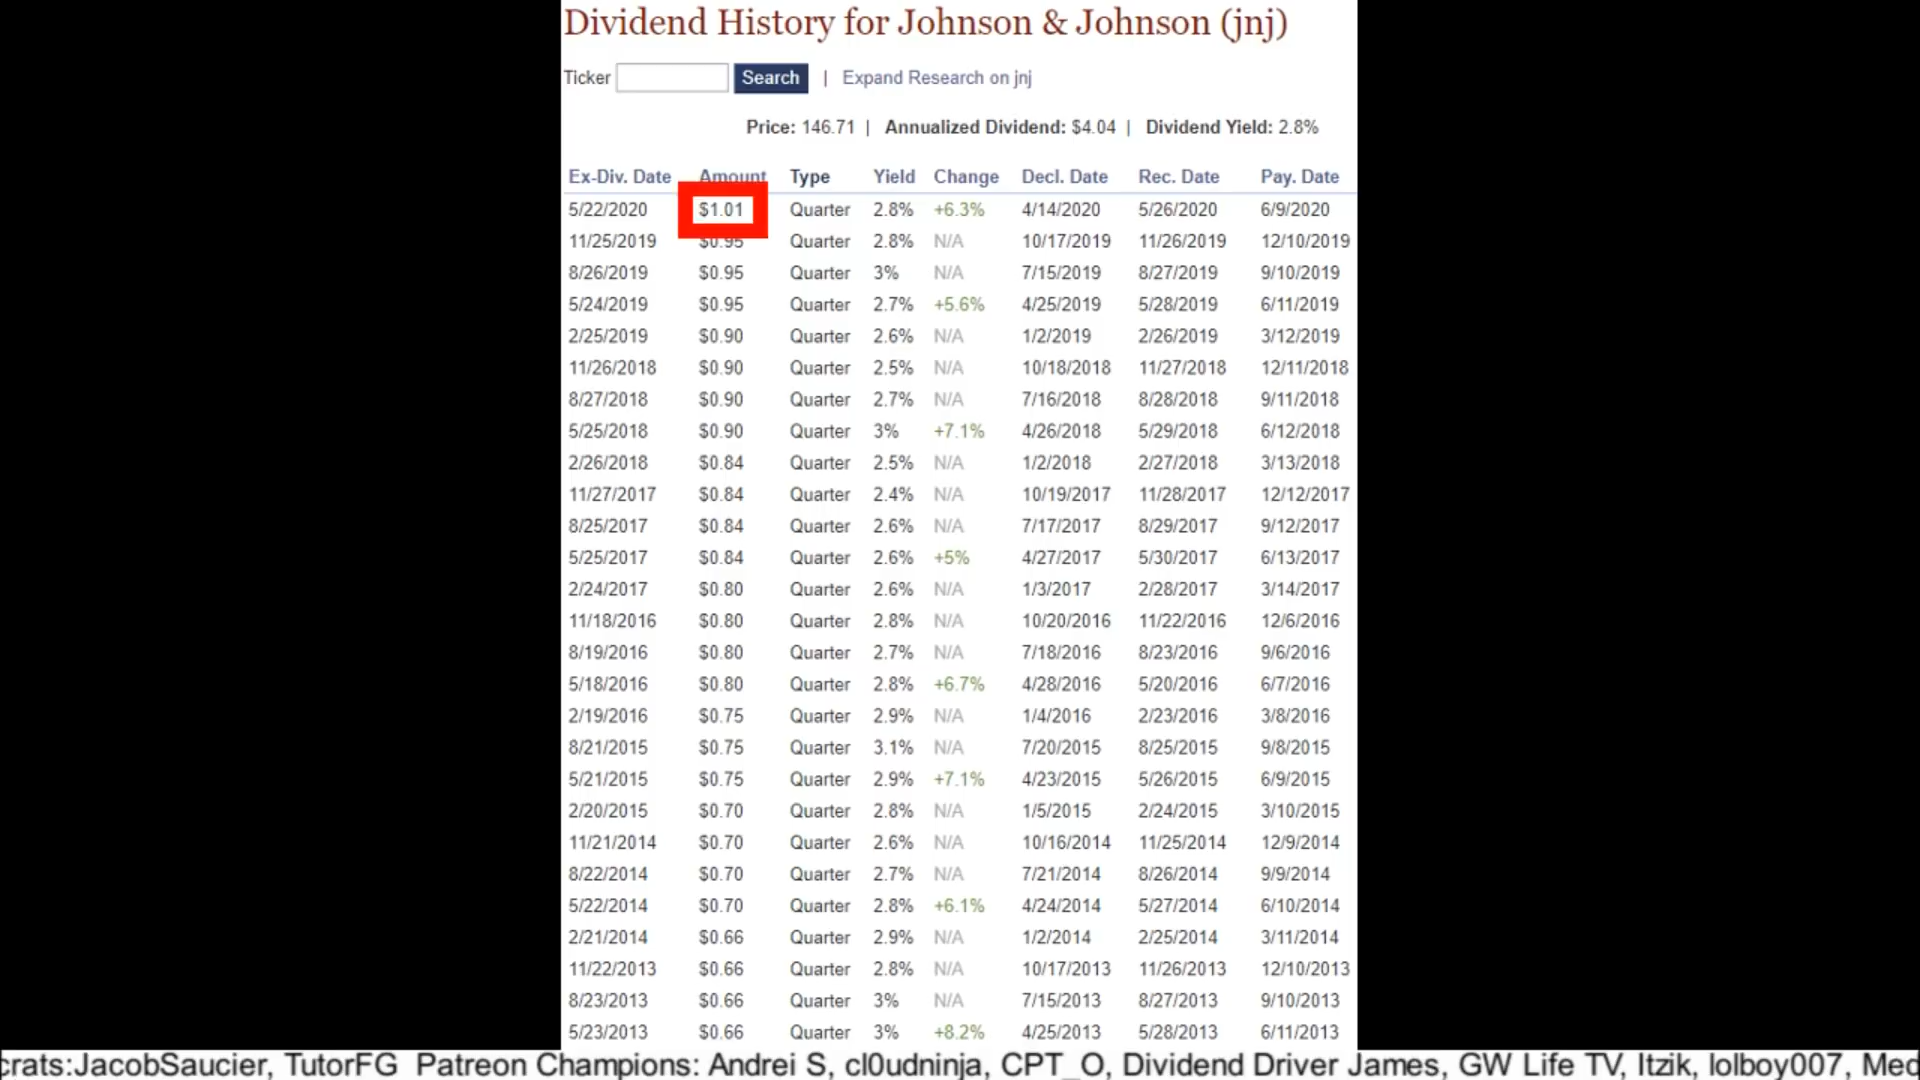 Dividend History for Johnson & Johnson (jnj)
Ticker Search | Expand Research on jnj
Price: 146.71 | Annualized Dividend: $4.04 | Dividend Yield: 2.8%
Ex-Div. Date Amount Type Yield Change Decl. Date Rec. Date Pay. Date
5/22/2020 $1.01 Quarter 2.8% +6.3% 4/14/2020 5/26/2020 6/9/2020
11/25/2019 $0.95 Quarter 2.8% N/A 10/17/2019 11/26/2019 12/10/2019
8/26/2019 $0.95 Quarter 3% N/A 7/15/2019 8/27/2019 9/10/2019
5/24/2019 $0.95 Quarter 2.7% +5.6% 4/25/2019 5/28/2019 6/11/2019
2/25/2019 $0.90 Quarter 2.6% N/A 1/2/2019 2/26/2019 3/12/2019
11/26/2018 $0.90 Quarter 2.5% N/A 10/18/2018 11/27/2018 12/11/2018
8/27/2018 $0.90 Quarter 2.7% N/A 7/16/2018 8/28/2018 9/11/2018
5/25/2018 $0.90 Quarter 3% +7.1% 4/26/2018 5/29/2018 6/12/2018
2/26/2018 $0.84 Quarter 2.5% N/A 1/2/2018 2/27/2018 3/13/2018
11/27/2017 $0.84 Quarter 2.4% N/A 10/19/2017 11/28/2017 12/12/2017
8/25/2017 $0.84 Quarter 2.6% N/A 7/17/2017 8/29/2017 9/12/2017
5/25/2017 $0.84 Quarter 2.6% +5% 4/27/2017 5/30/2017 6/13/2017
2/24/2017 $0.80 Quarter 2.6% N/A 1/3/2017 2/28/2017 3/14/2017
11/18/2016 $0.80 Quarter 2.8% N/A 10/20/2016 11/22/2016 12/6/2016
8/19/2016 $0.80 Quarter 2.7% N/A 7/18/2016 8/23/2016 9/6/2016
5/18/2016 $0.80 Quarter 2.8% +6.7% 4/28/2016 5/20/2016 6/7/2016
2/19/2016 $0.75 Quarter 2.9% N/A 1/4/2016 2/23/2016 3/8/2016
8/21/2015 $0.75 Quarter 3.1% N/A 7/20/2015 8/25/2015 9/8/2015
5/21/2015 $0.75 Quarter 2.9% +7.1% 4/23/2015 5/26/2015 6/9/2015
2/20/2015 $0.70 Quarter 2.8% N/A 1/5/2015 2/24/2015 3/10/2015
11/21/2014 $0.70 Quarter 2.6% N/A 10/16/2014 11/25/2014 12/9/2014
8/22/2014 $0.70 Quarter 2.7% N/A 7/21/2014 8/26/2014 9/9/2014
5/22/2014 $0.70 Quarter 2.8% +6.1% 4/24/2014 5/27/2014 6/10/2014
2/21/2014 $0.66 Quarter 2.9% N/A 1/2/2014 2/25/2014 3/11/2014
11/22/2013 $0.66 Quarter 2.8% N/A 10/17/2013 11/26/2013 12/10/2013
8/23/2013 $0.66 Quarter 3% N/A 7/15/2013 8/27/2013 9/10/2013
5/23/2013 $0.66 Quarter 3% +8.2% 4/25/2013 5/28/2013 6/11/2013
crats:JacobSaucier, TutorFG Patreon Champions: Andrei S, cl0udninja, CPT_O, Dividend Driver James, GW Life TV, Itzik, lolboy007, Med